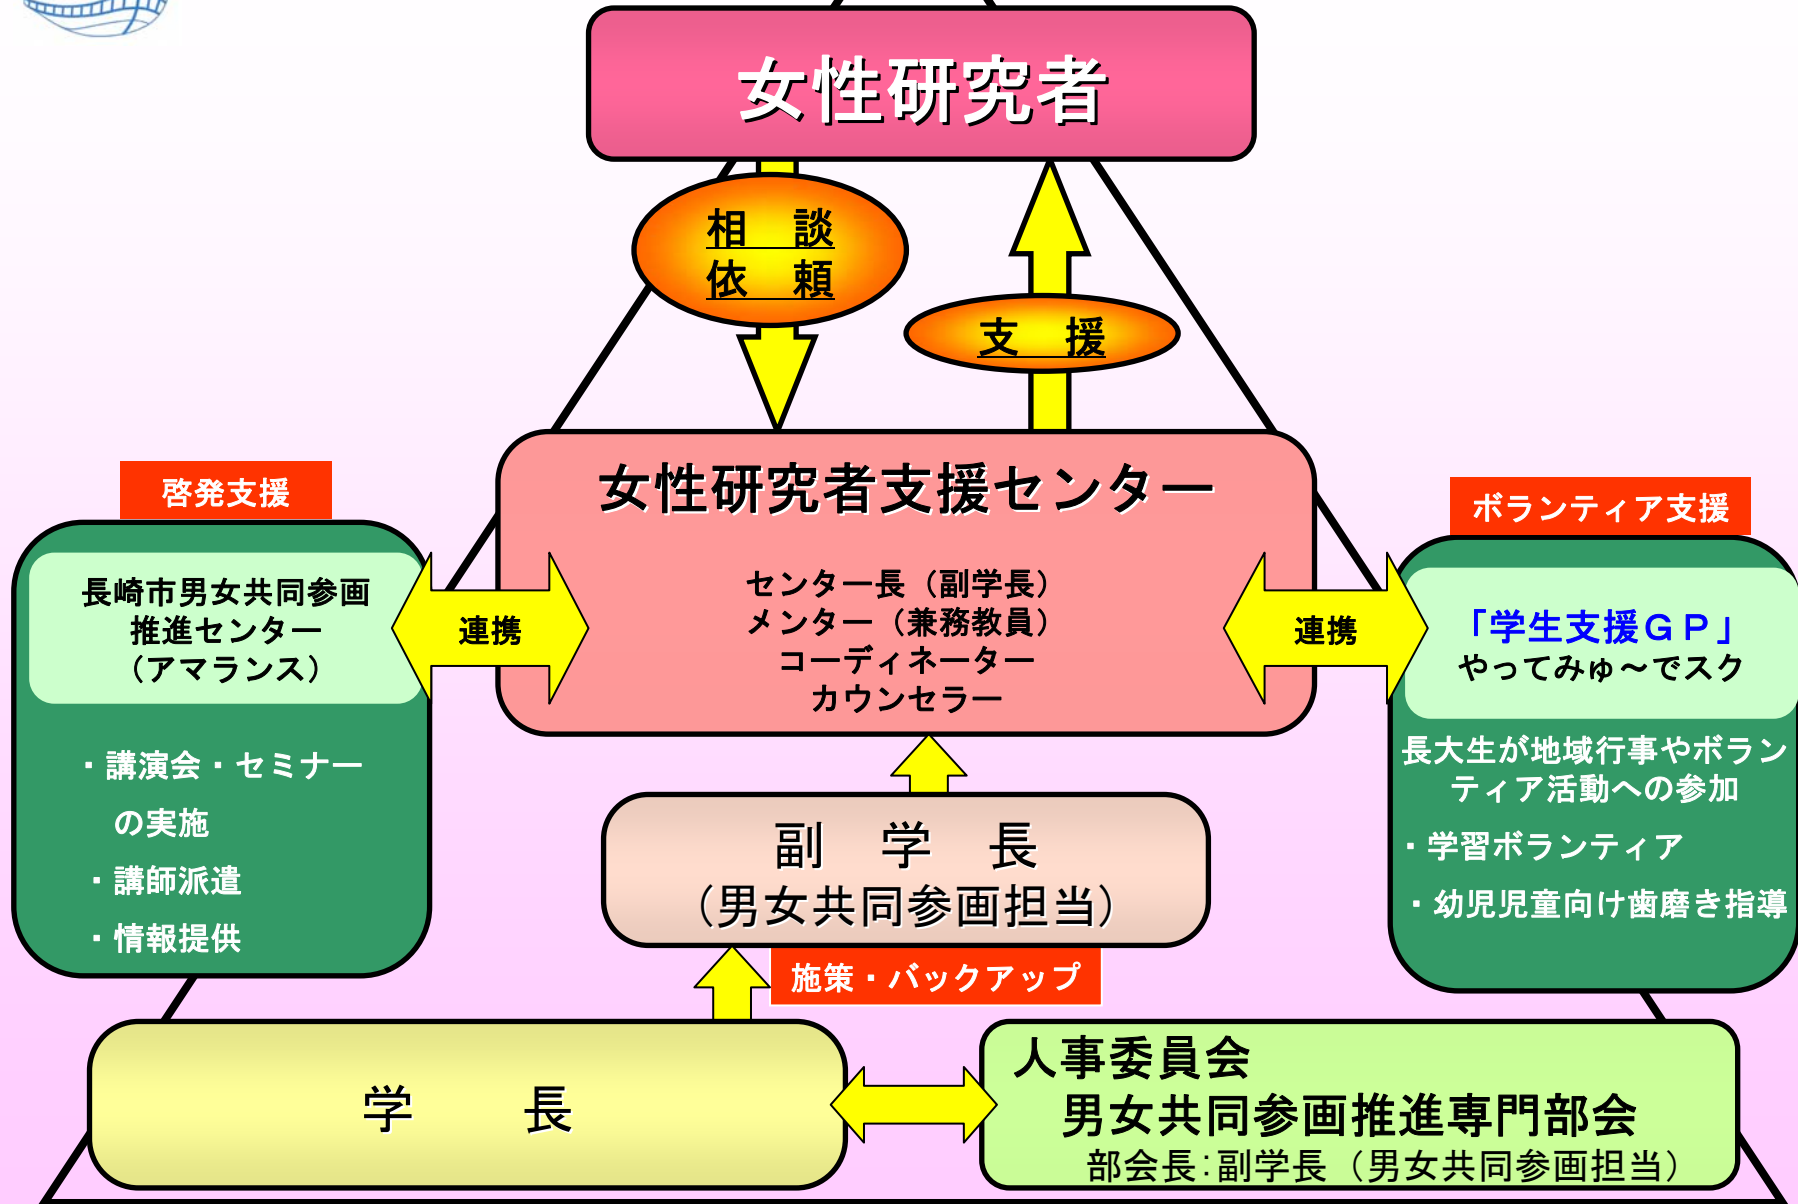 女性研究者
相　談
依　頼
支　援
女性研究者支援センター
センター長（副学長）
メンター（兼務教員）
コーディネーター
カウンセラー
啓発支援
長崎市男女共同参画
推進センター
（アマランス）
・講演会・セミナー
の実施
・講師派遣
・情報提供
連携
連携
ボランティア支援
「学生支援ＧＰ」
やってみゅ～でスク
長大生が地域行事やボラン
ティア活動への参加
・学習ボランティア
・幼児児童向け歯磨き指導
副　学　長
（男女共同参画担当）
施策・バックアップ
学　　長
人事委員会
男女共同参画推進専門部会
部会長：副学長（男女共同参画担当）